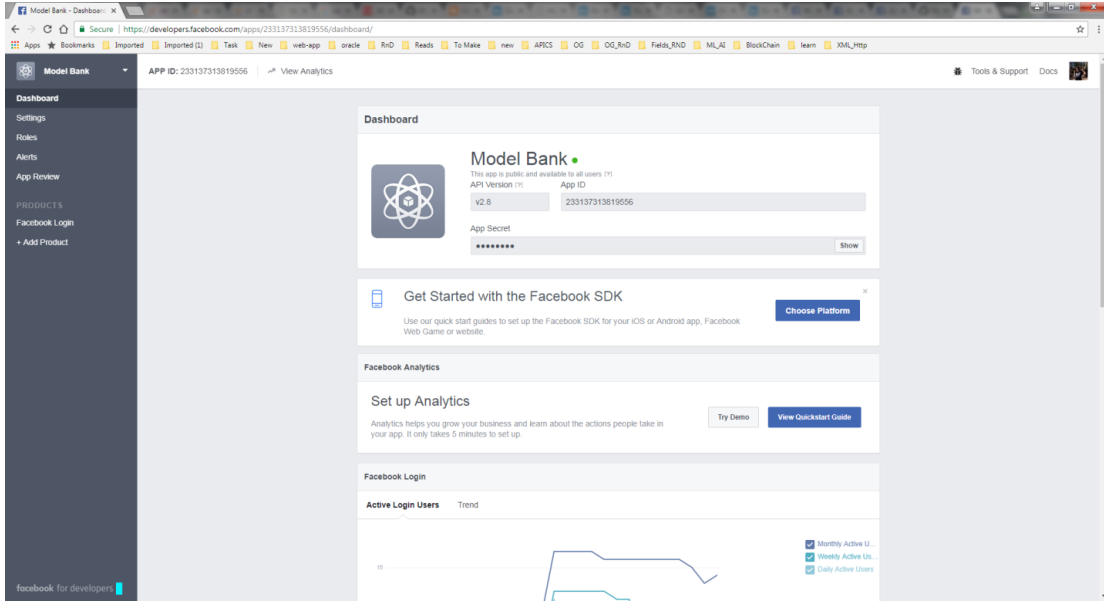 Model Bank - Dashboard
Secure | https://developers.facebook.com/apps/233137313819556/dashboard/
Apps Bookmarks Imported Imported (1) Task New web-app oracle RnD Reads To Make new APICS OG OG_RnD Fields_RND ML_AI BlockChain learn XML_Http
Model Bank APP ID: 233137313819556 View Analytics Tools & Support Docs
Dashboard
Settings
Roles
Alerts
App Review
PRODUCTS
Facebook Login
+ Add Product
facebook for developers
Dashboard
Model Bank
This app is public and available to all users [?]
API Version [?] App ID
v2.8 233137313819556
App Secret
●●●●●●●● Show
Get Started with the Facebook SDK
Use our quick start guides to set up the Facebook SDK for your iOS or Android app, Facebook
Web Game or website.
Choose Platform
Facebook Analytics
Set up Analytics
Analytics helps you grow your business and learn about the actions people take in
your app. It only takes 5 minutes to set up.
Try Demo View Quickstart Guide
Facebook Login
Active Login Users Trend
15
Monthly Active U...
Weekly Active Us...
Daily Active Users